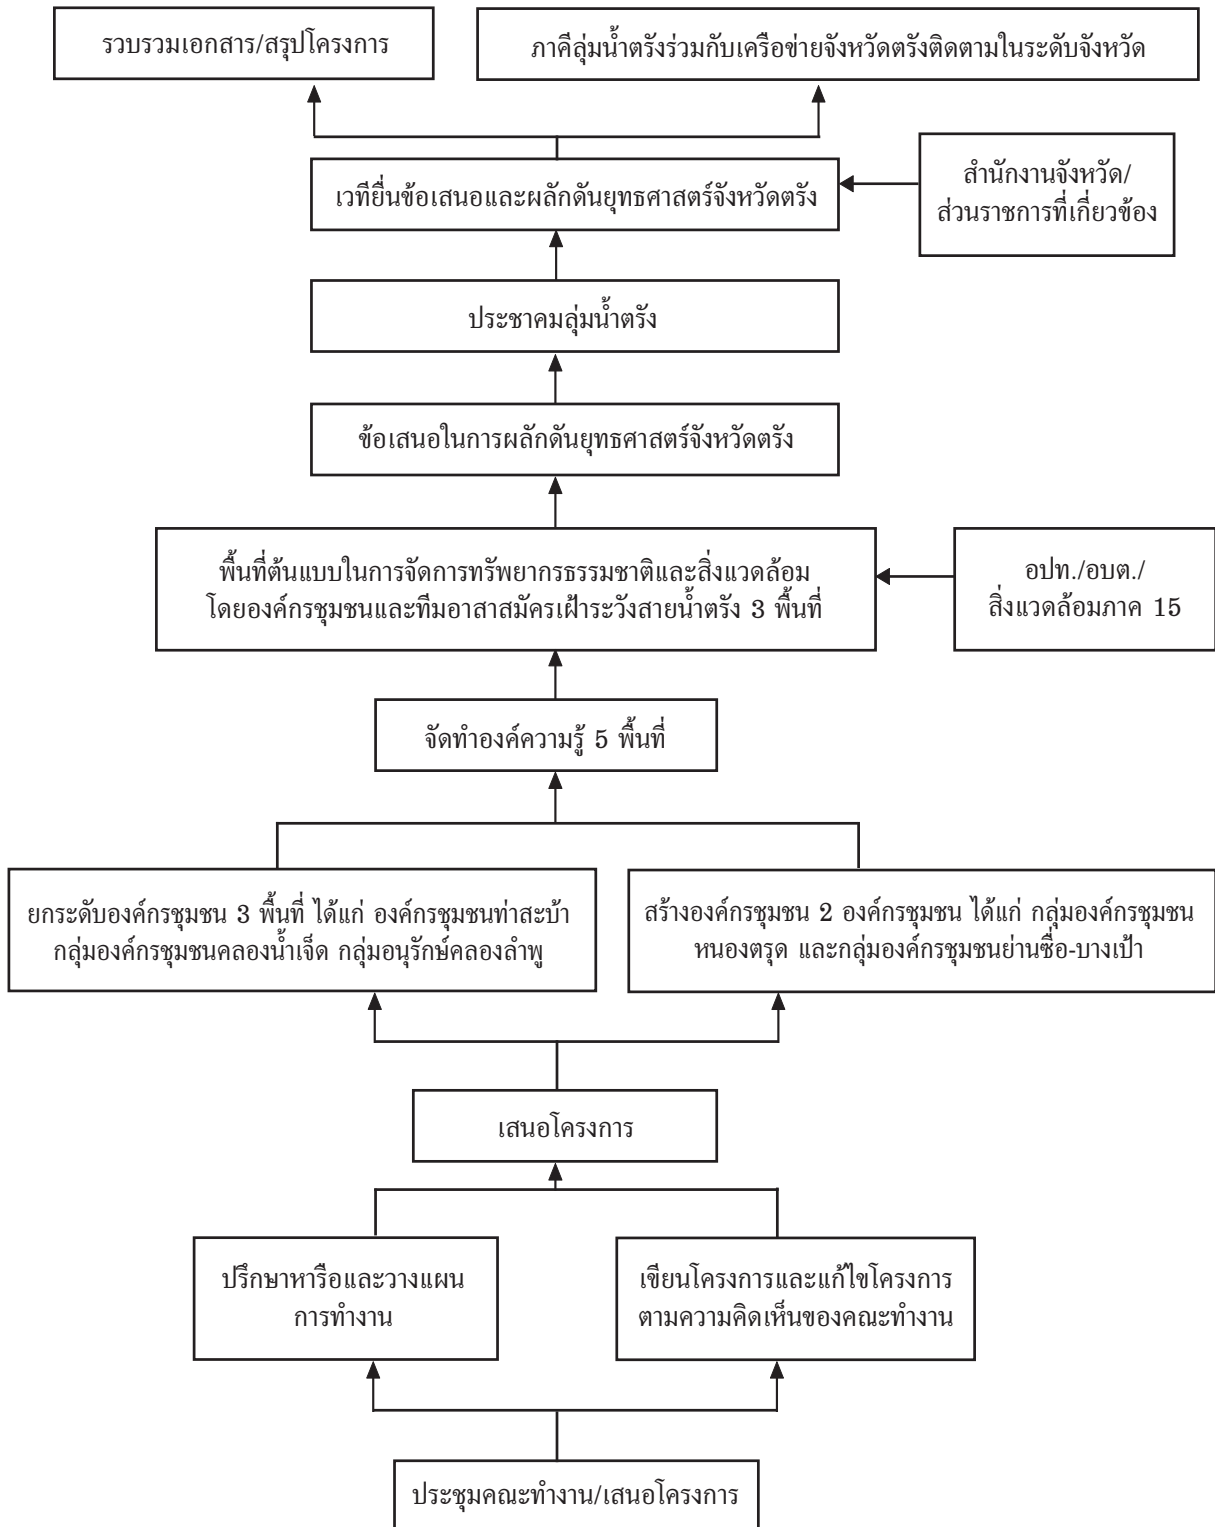 รวบรวมเอกสาร/สรุปโครงการ
ภาคีลุ่มน้ำตรังร่วมกับเครือข่ายจังหวัดตรังติดตามในระดับจังหวัด
เวทียื่นข้อเสนอและผลักดันยุทธศาสตร์จังหวัดตรัง
สำนักงานจังหวัด/
ส่วนราชการที่เกี่ยวข้อง
ประชาคมลุ่มน้ำตรัง
ข้อเสนอในการผลักดันยุทธศาสตร์จังหวัดตรัง
พื้นที่ต้นแบบในการจัดการทรัพยากรธรรมชาติและสิ่งแวดล้อม
โดยองค์กรชุมชนและทีมอาสาสมัครเฝ้าระวังสายน้ำตรัง 3 พื้นที่
อปท./อบต./
สิ่งแวดล้อมภาค 15
จัดทำองค์ความรู้ 5 พื้นที่
ยกระดับองค์กรชุมชน 3 พื้นที่ ได้แก่ องค์กรชุมชนท่าสะบ้า
กลุ่มองค์กรชุมชนคลองน้ำเจ็ด กลุ่มอนุรักษ์คลองลำพู
สร้างองค์กรชุมชน 2 องค์กรชุมชน ได้แก่ กลุ่มองค์กรชุมชน
หนองตรุด และกลุ่มองค์กรชุมชนย่านซื่อ-บางเป้า
เสนอโครงการ
ปรึกษาหารือและวางแผน
การทำงาน
เขียนโครงการและแก้ไขโครงการ
ตามความคิดเห็นของคณะทำงาน
ประชุมคณะทำงาน/เสนอโครงการ